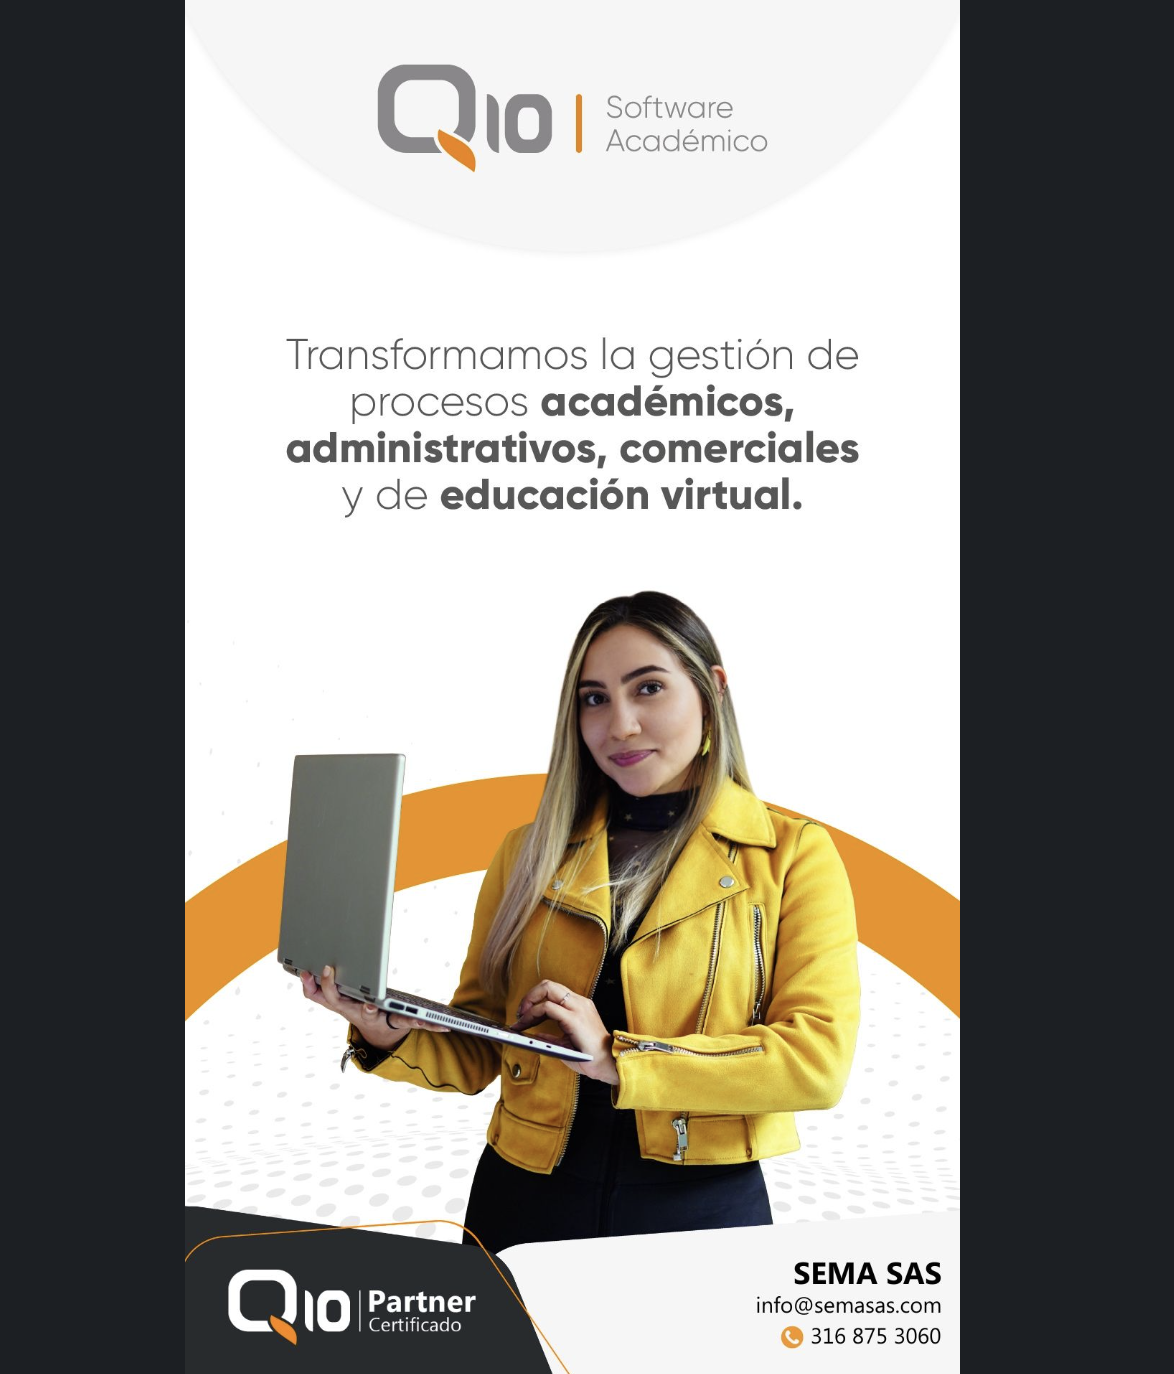 Q10 | Software
Académico
Transformamos la gestión de
procesos académicos,
administrativos, comerciales
y de educación virtual.
Q10 | Partner
Certificado
SEMA SAS
info@semasas.com
316 875 3060